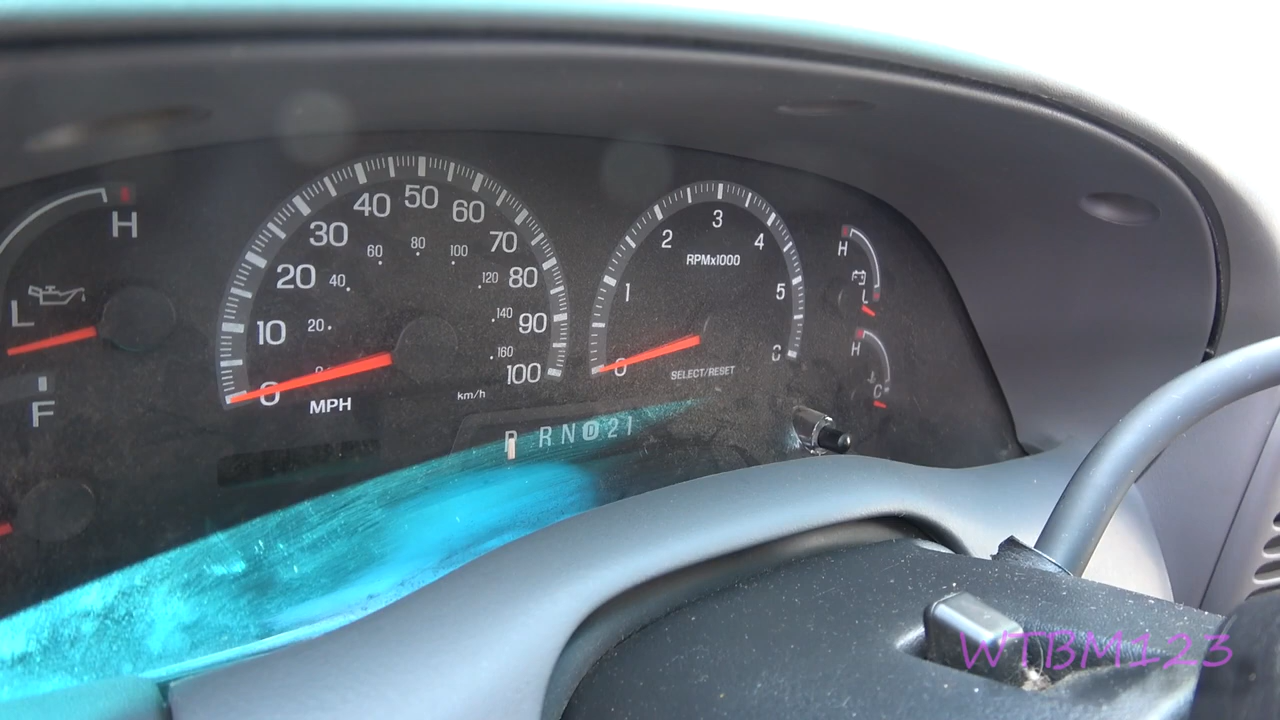 H
L
F
0 10 20 30 40 50 60 70 80 90 100
20 40 60 80 100 120 140 160
MPH
km/h
0 1 2 3 4 5
RPMx1000
SELECT/RESET
P R N D 2 1
H
L
H
C
WTBM123